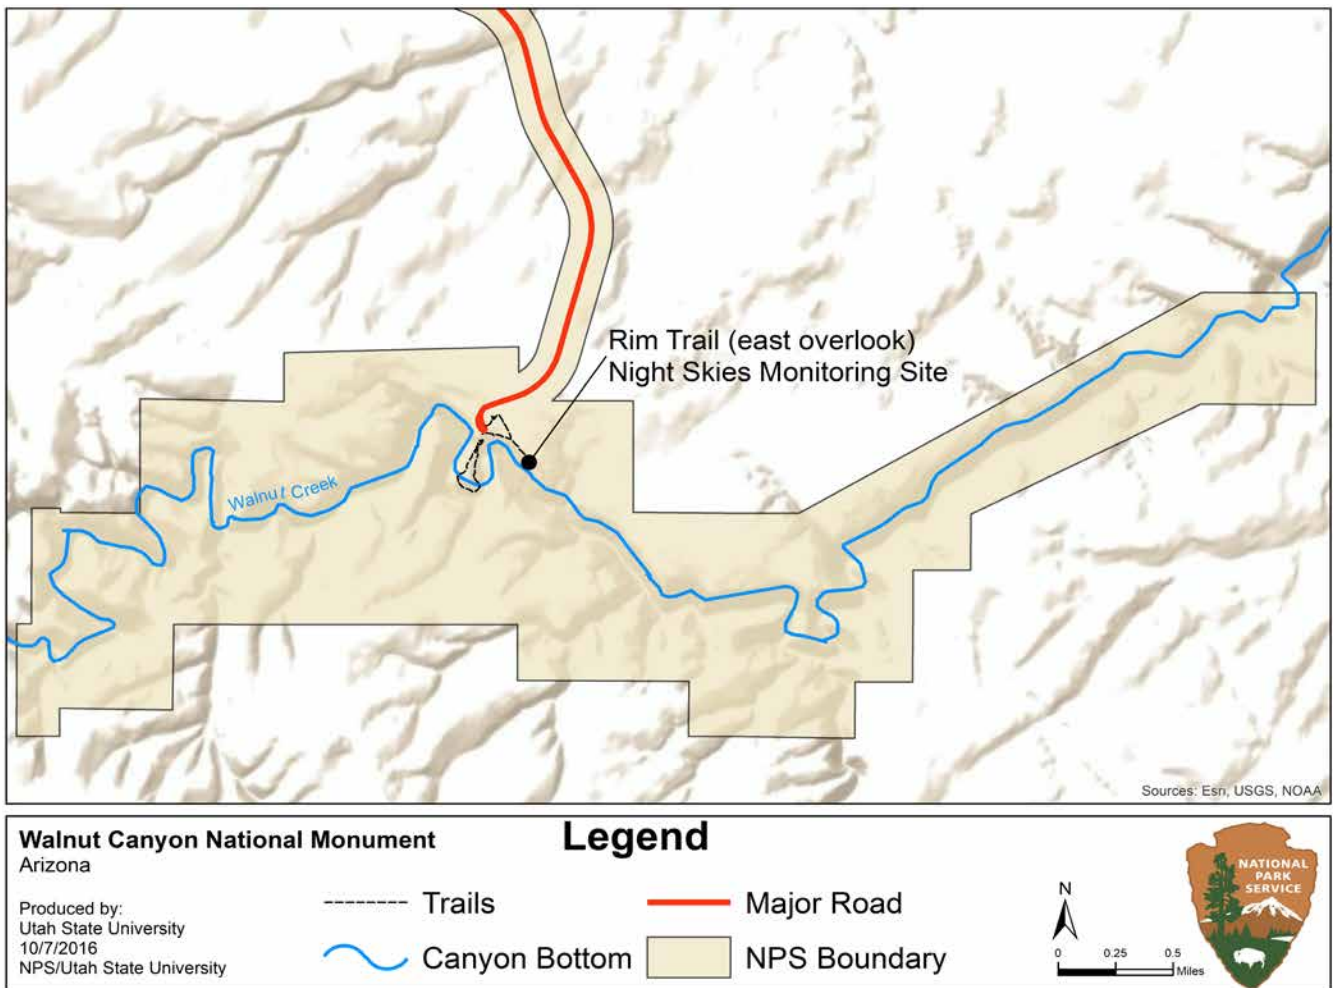 Rim Trail (east overlook)
Night Skies Monitoring Site
Walnut Creek
Sources: Esri, USGS, NOAA
Walnut Canyon National Monument
Arizona
Produced by:
Utah State University
10/7/2016
NPS/Utah State University
Legend
Trails
Major Road
Canyon Bottom
NPS Boundary
N
0 0.25 0.5
Miles
NATIONAL
PARK
SERVICE